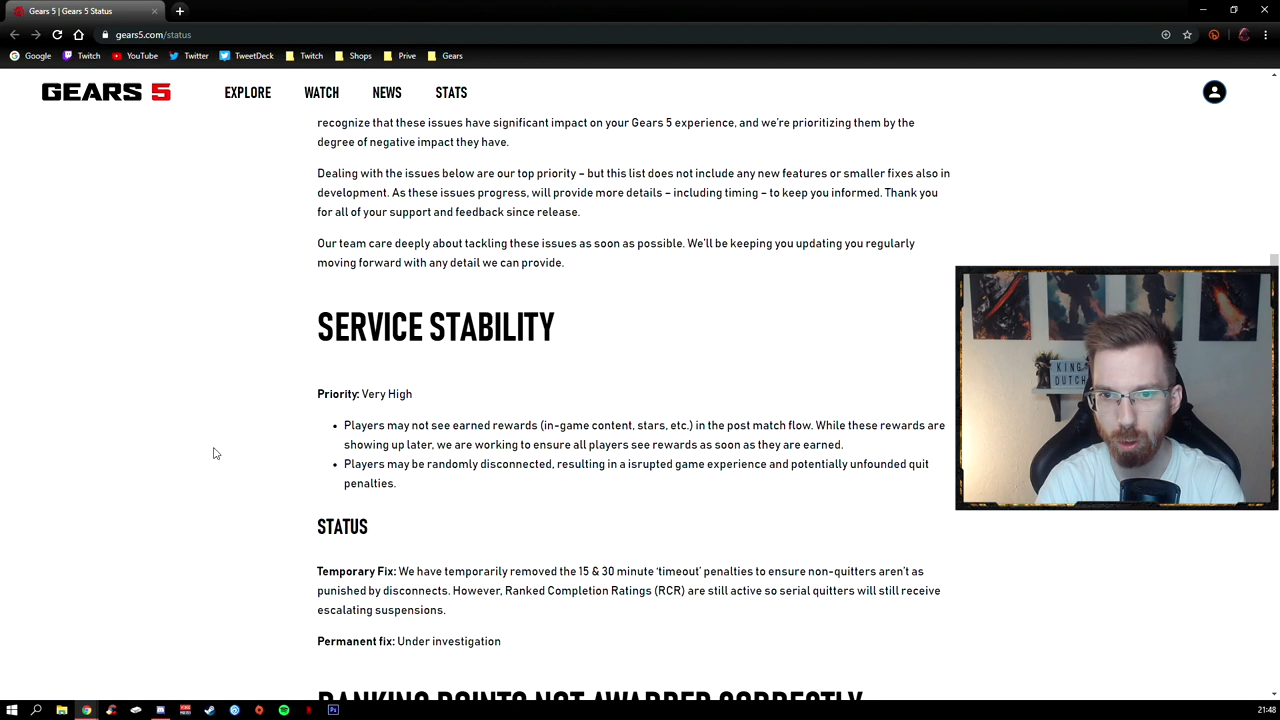 Gears 5 | Gears 5 Status
gears5.com/status
Google Twitch YouTube Twitter TweetDeck Twitch Shops Prive Gears
GEARS 5 EXPLORE WATCH NEWS STATS
recognize that these issues have significant impact on your Gears 5 experience, and we're prioritizing them by the
degree of negative impact they have.
Dealing with the issues below are our top priority – but this list does not include any new features or smaller fixes also in
development. As these issues progress, will provide more details – including timing – to keep you informed. Thank you
for all of your support and feedback since release.
Our team care deeply about tackling these issues as soon as possible. We'll be keeping you updating you regularly
moving forward with any detail we can provide.
SERVICE STABILITY
Priority: Very High
• Players may not see earned rewards (in-game content, stars, etc.) in the post match flow. While these rewards are
showing up later, we are working to ensure all players see rewards as soon as they are earned.
• Players may be randomly disconnected, resulting in a isrupted game experience and potentially unfounded quit
penalties.
KING
DUTCH
STATUS
Temporary Fix: We have temporarily removed the 15 & 30 minute 'timeout' penalties to ensure non-quitters aren't as
punished by disconnects. However, Ranked Completion Ratings (RCR) are still active so serial quitters will still receive
escalating suspensions.
Permanent fix: Under investigation
RANKING POINTS NOT AWARDED CORRECTLY
21:48